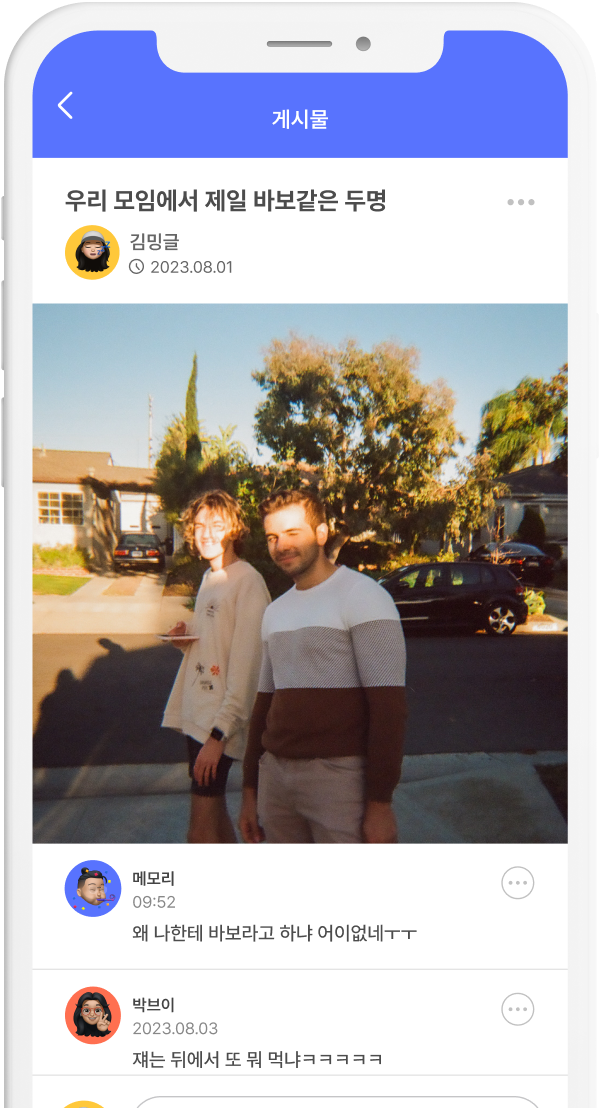 게시물
우리 모임에서 제일 바보같은 두명
김밍글
2023.08.01
메모리
09:52
왜 나한테 바보라고 하냐 어이없네ㅜㅜ
박브이
2023.08.03
쟤는 뒤에서 또 뭐 먹냐ㅋㅋㅋㅋㅋ